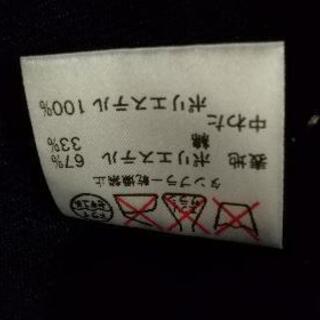 タンブラー乾燥禁止
表地 ポリエステル 67%
綿 33%
中わた ポリエステル 100%